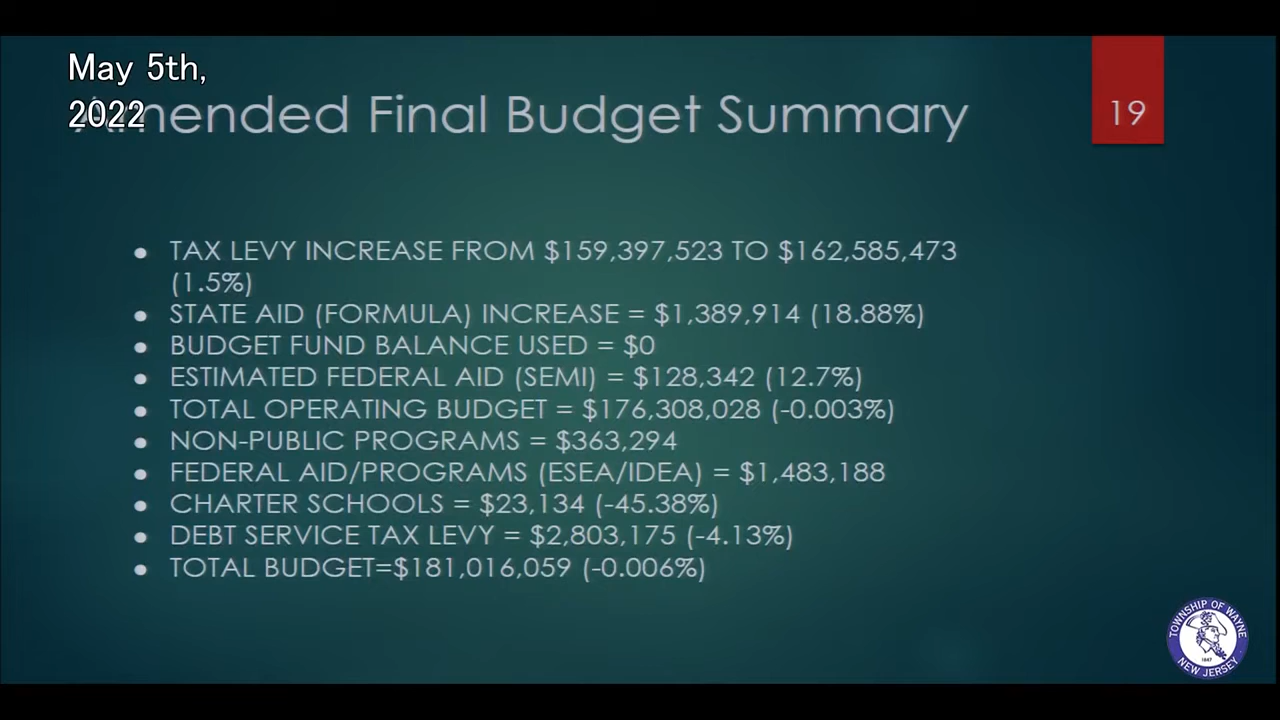 May 5th,
2022
Amended Final Budget Summary
19
● TAX LEVY INCREASE FROM $159,397,523 TO $162,585,473
(1.5%)
● STATE AID (FORMULA) INCREASE = $1,389,914 (18.88%)
● BUDGET FUND BALANCE USED = $0
● ESTIMATED FEDERAL AID (SEMI) = $128,342 (12.7%)
● TOTAL OPERATING BUDGET = $176,308,028 (-0.003%)
● NON-PUBLIC PROGRAMS = $363,294
● FEDERAL AID/PROGRAMS (ESEA/IDEA) = $1,483,188
● CHARTER SCHOOLS = $23,134 (-45.38%)
● DEBT SERVICE TAX LEVY = $2,803,175 (-4.13%)
● TOTAL BUDGET=$181,016,059 (-0.006%)
TOWNSHIP OF WAYNE
1847
NEW JERSEY